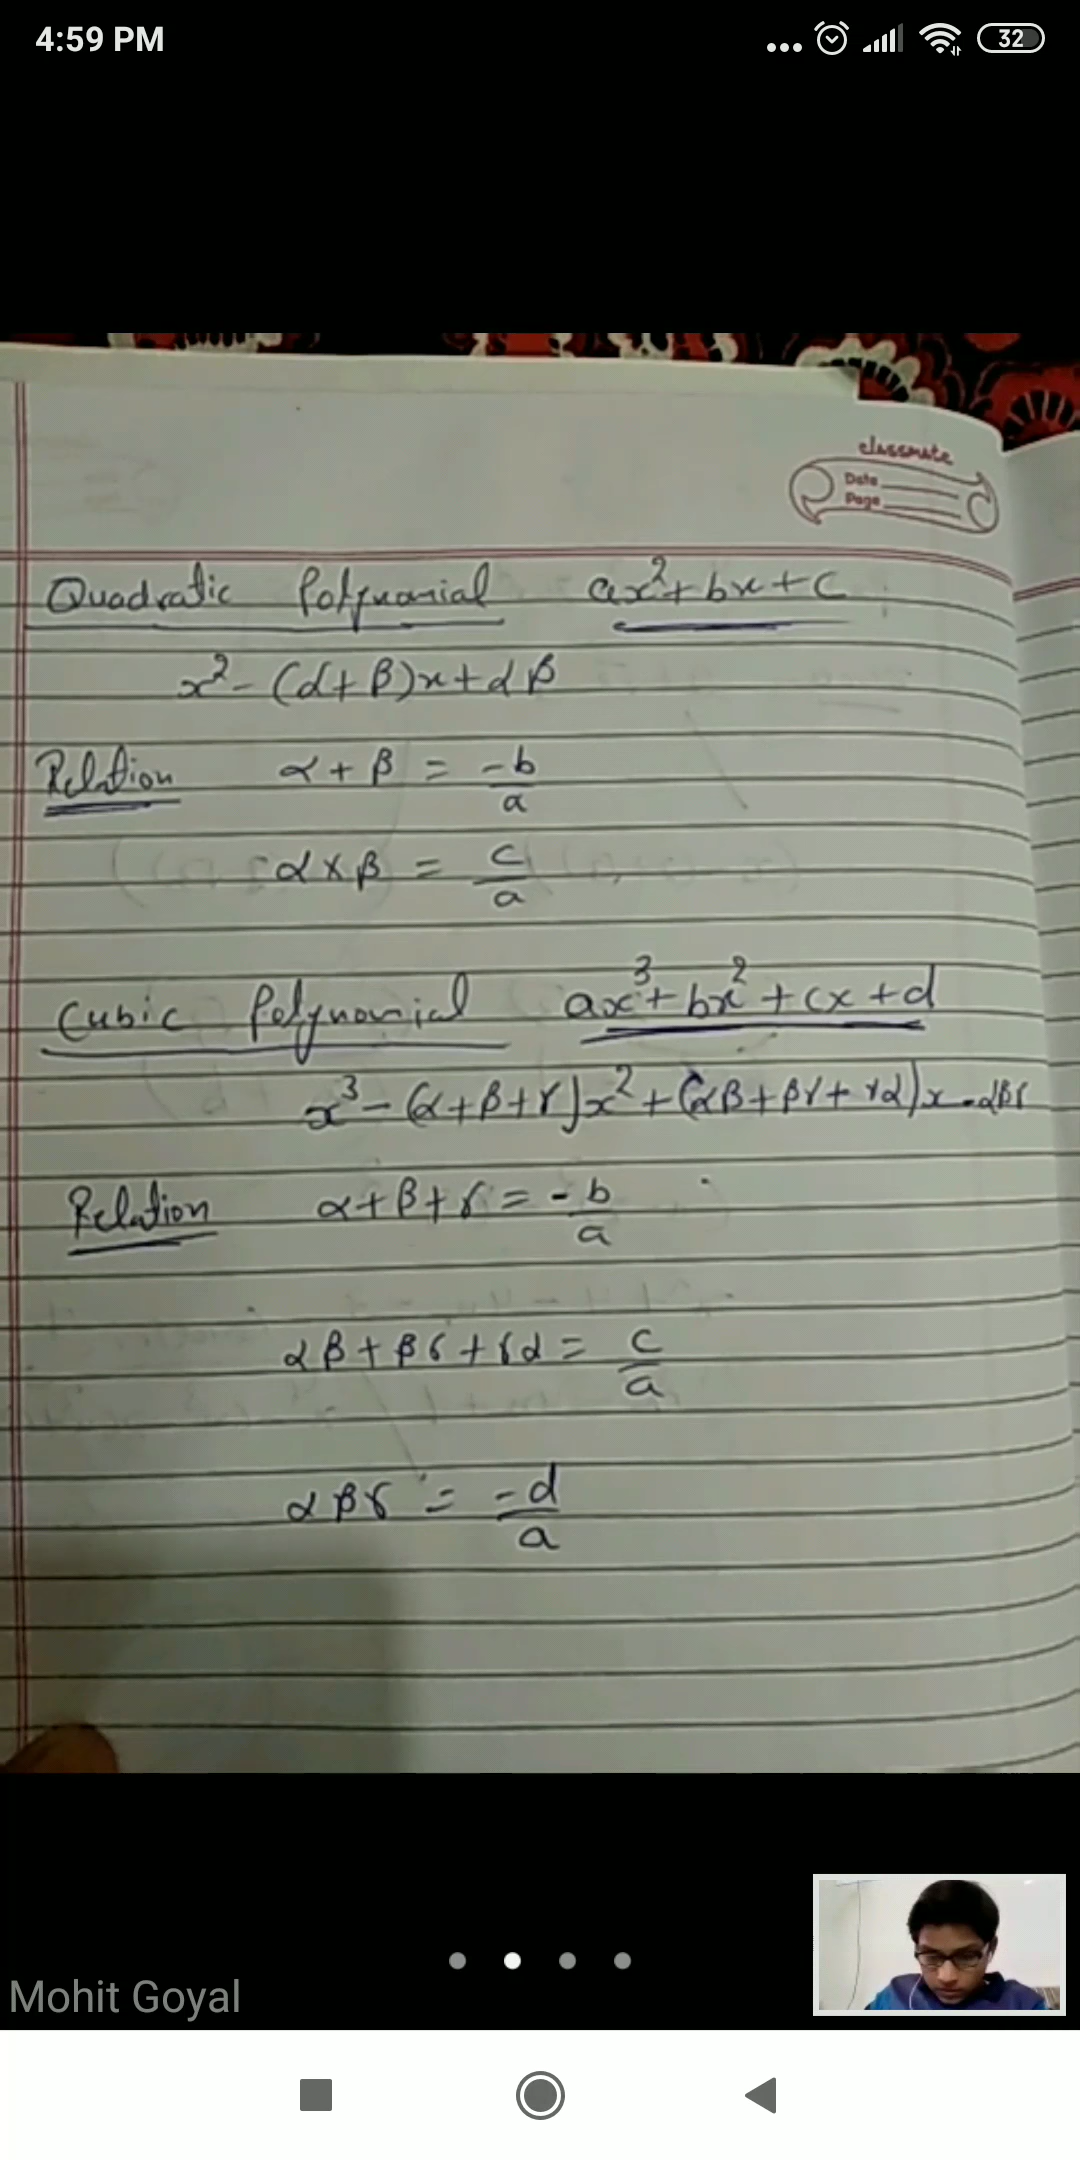 4:59 PM
32
classmate
Date
Page
Quadratic Polynomial ax²+bx+c
x² - (α+β)x+αβ
Relation α + β = -b/a
α×β = c/a
Cubic Polynomial ax³+bx²+cx+d
x³ - (α+β+γ)x²+(αβ+βγ+γα)x - αβγ
Relation α+β+γ = -b/a
αβ+βγ+γα = c/a
αβγ = -d/a
Mohit Goyal